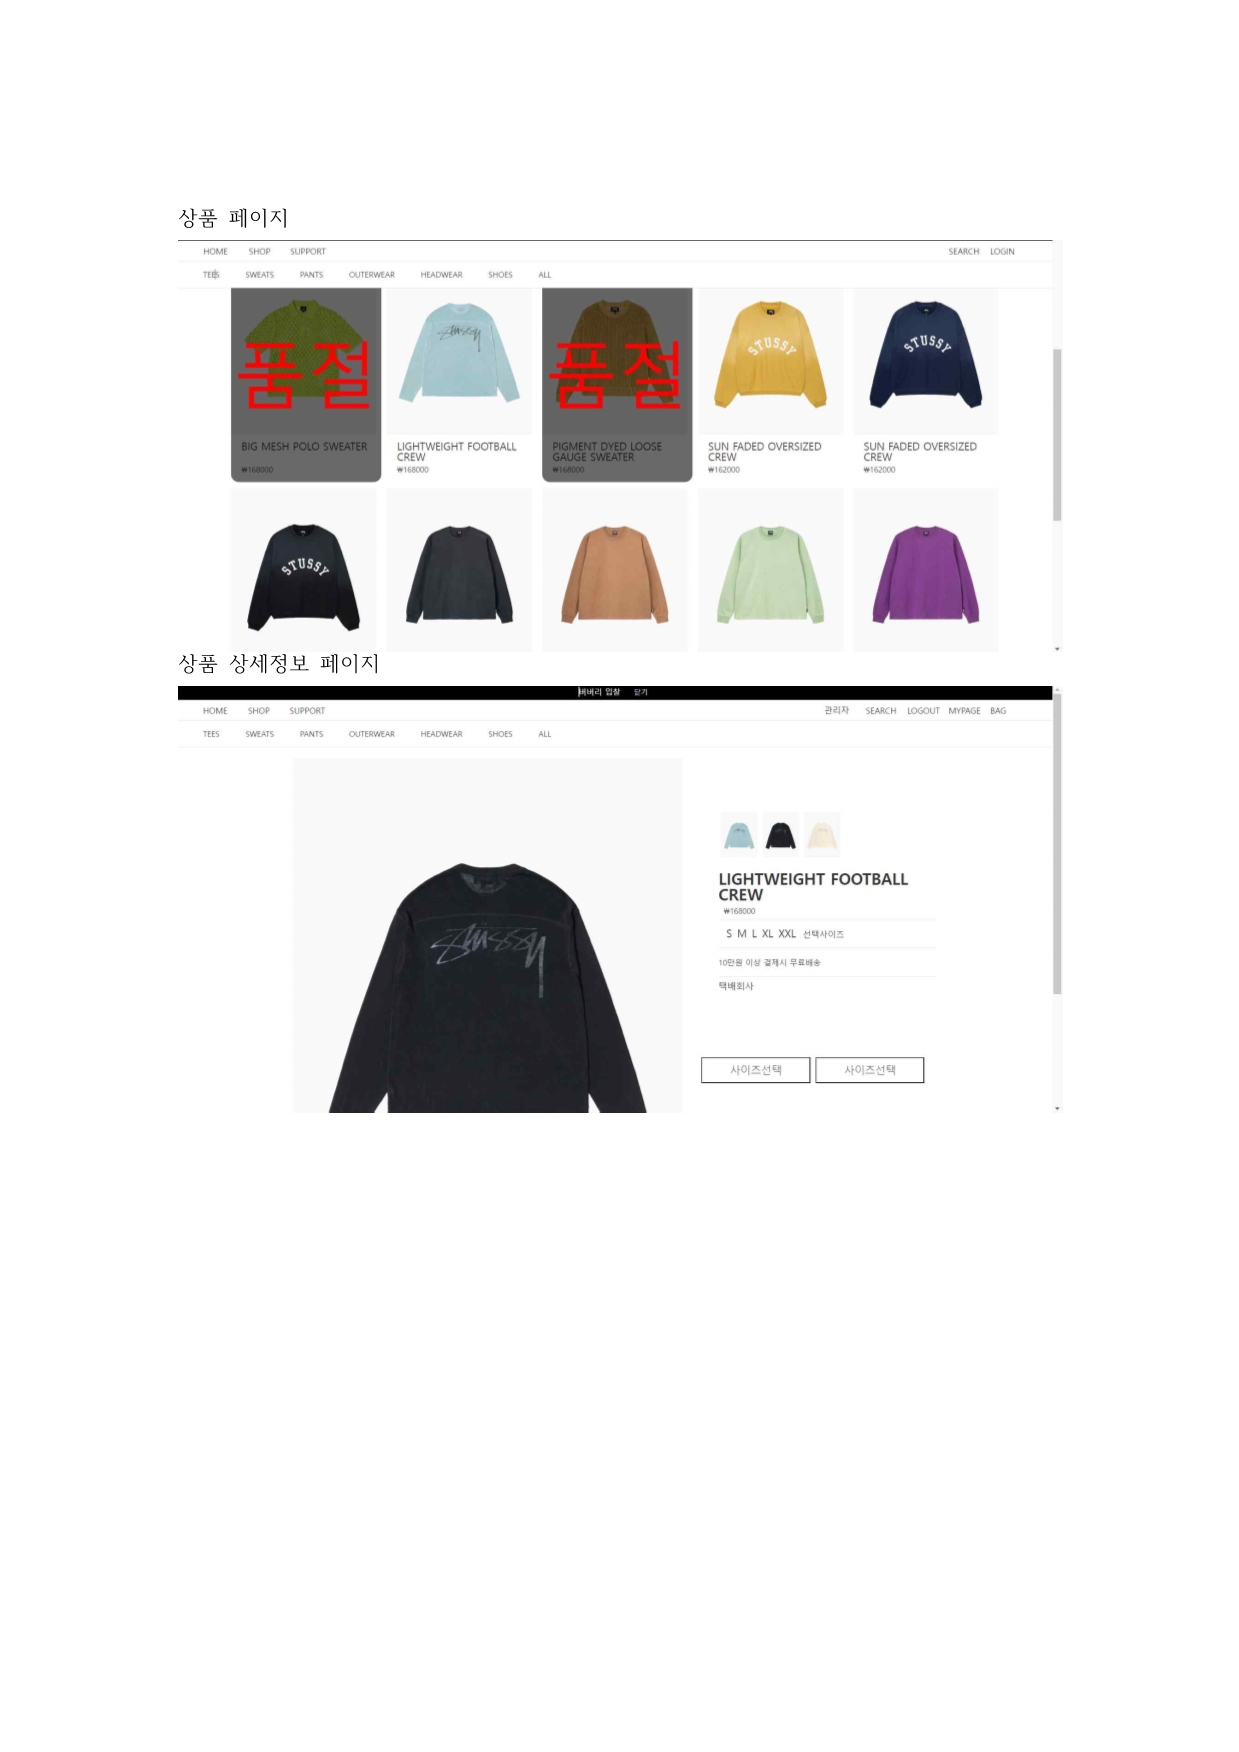 상품 페이지
HOME SHOP SUPPORT SEARCH LOGIN
TEES SWEATS PANTS OUTERWEAR HEADWEAR SHOES ALL
STUSSY STUSSY
품절 품절
BIG MESH POLO SWEATER
₩168000
LIGHTWEIGHT FOOTBALL
CREW
₩168000
PIGMENT DYED LOOSE
GAUGE SWEATER
₩168000
SUN FADED OVERSIZED
CREW
₩162000
SUN FADED OVERSIZED
CREW
₩162000
STUSSY
상품 상세정보 페이지
버버리 입찰 닫기
HOME SHOP SUPPORT 관리자 SEARCH LOGOUT MYPAGE BAG
TEES SWEATS PANTS OUTERWEAR HEADWEAR SHOES ALL
Stüssy
LIGHTWEIGHT FOOTBALL
CREW
₩168000
S M L XL XXL 선택사이즈
10만원 이상 결제시 무료배송
택배회사
사이즈선택 사이즈선택